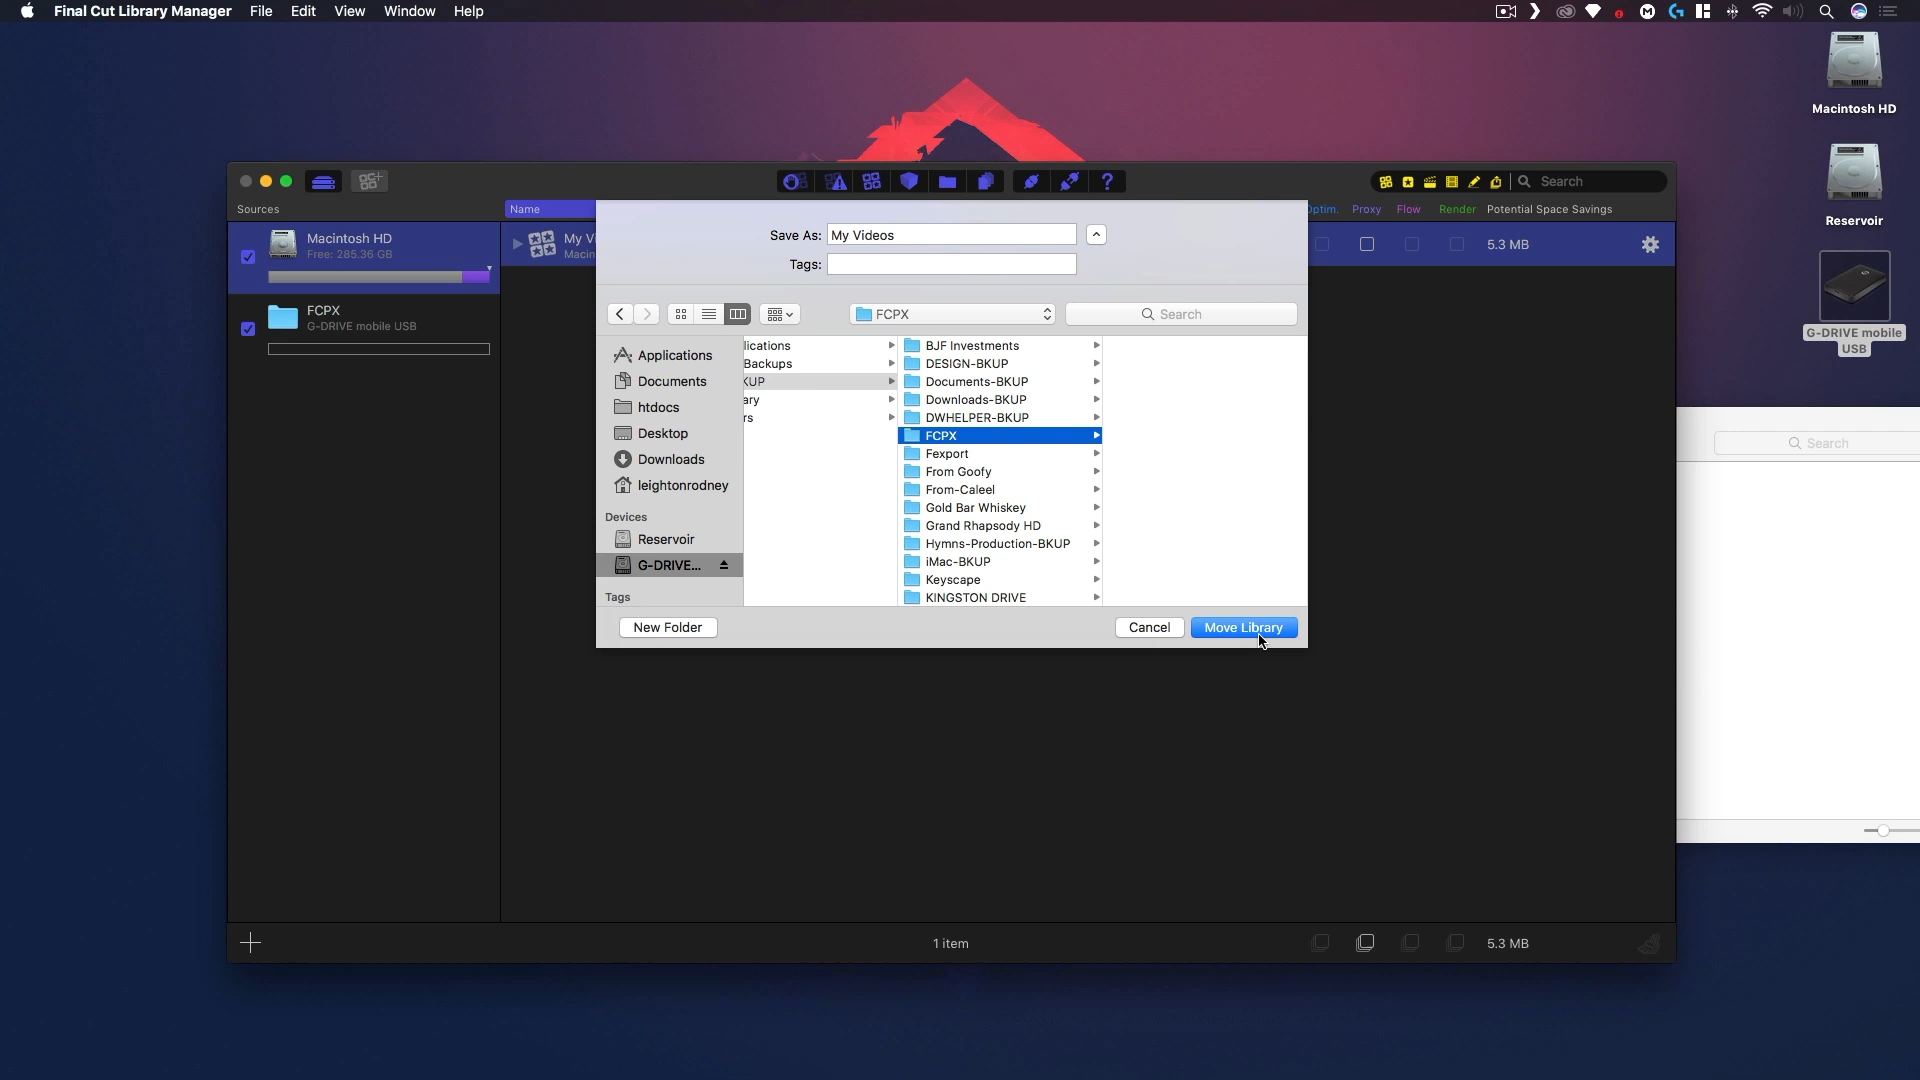 Final Cut Library Manager File Edit View Window Help
Macintosh HD
Reservoir
G-DRIVE mobile
USB
Search
Sources
Name
Optim. Proxy Flow Render Potential Space Savings
Macintosh HD
Free: 285.36 GB
FCPX
G-DRIVE mobile USB
My Vi
Macin
5.3 MB
Save As: My Videos
Tags:
FCPX
Search
Applications
Documents
htdocs
Desktop
Downloads
leightonrodney
Devices
Reservoir
G-DRIVE...
Tags
lications
Backups
KUP
ary
rs
BJF Investments
DESIGN-BKUP
Documents-BKUP
Downloads-BKUP
DWHELPER-BKUP
FCPX
Fexport
From Goofy
From-Caleel
Gold Bar Whiskey
Grand Rhapsody HD
Hymns-Production-BKUP
iMac-BKUP
Keyscape
KINGSTON DRIVE
New Folder
Cancel
Move Library
Search
1 item
5.3 MB